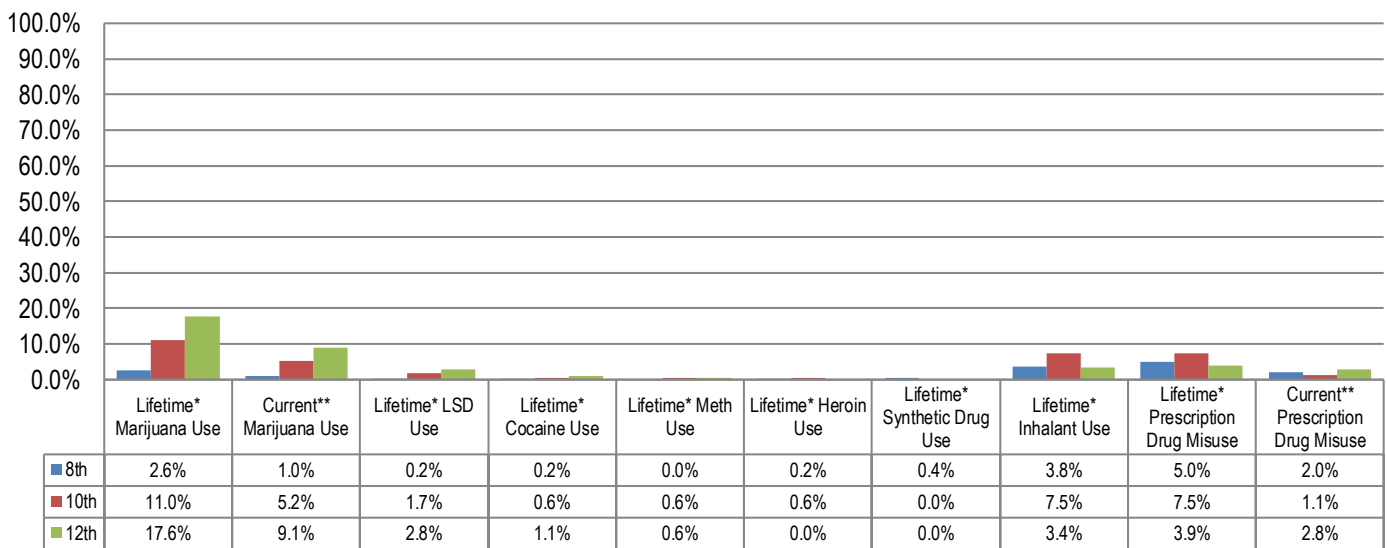 100.0%
90.0%
80.0%
70.0%
60.0%
50.0%
40.0%
30.0%
20.0%
10.0%
0.0%
Lifetime* Marijuana Use
Current** Marijuana Use
Lifetime* LSD Use
Lifetime* Cocaine Use
Lifetime* Meth Use
Lifetime* Heroin Use
Lifetime* Synthetic Drug Use
Lifetime* Inhalant Use
Lifetime* Prescription Drug Misuse
Current** Prescription Drug Misuse
8th 2.6% 1.0% 0.2% 0.2% 0.0% 0.2% 0.4% 3.8% 5.0% 2.0%
10th 11.0% 5.2% 1.7% 0.6% 0.6% 0.6% 0.0% 7.5% 7.5% 1.1%
12th 17.6% 9.1% 2.8% 1.1% 0.6% 0.0% 0.0% 3.4% 3.9% 2.8%